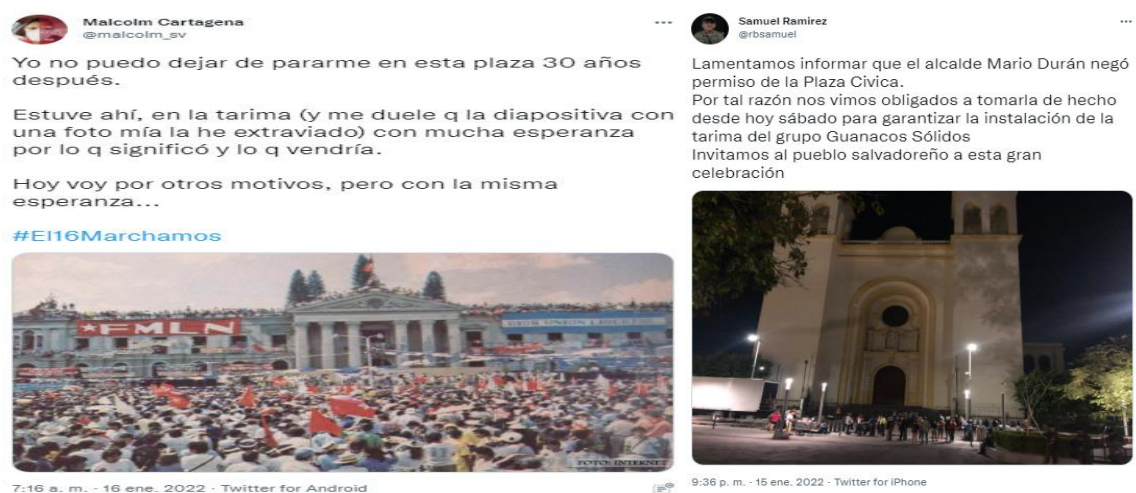 Malcolm Cartagena
@malcolm_sv
Yo no puedo dejar de pararme en esta plaza 30 años
después.
Estuve ahí, en la tarima (y me duele q la diapositiva con
una foto mía la he extraviado) con mucha esperanza
por lo q significó y lo q vendría.
Hoy voy por otros motivos, pero con la misma
esperanza...
#El16Marchamos
FMLN
DIOS UNION LIBERTAD
FOTO: INTERNET
7:16 a. m. · 16 ene. 2022 · Twitter for Android
Samuel Ramirez
@rbsamuel
Lamentamos informar que el alcalde Mario Durán negó
permiso de la Plaza Civica.
Por tal razón nos vimos obligados a tomarla de hecho
desde hoy sábado para garantizar la instalación de la
tarima del grupo Guanacos Sólidos
Invitamos al pueblo salvadoreño a esta gran
celebración
9:36 p. m. · 15 ene. 2022 · Twitter for iPhone